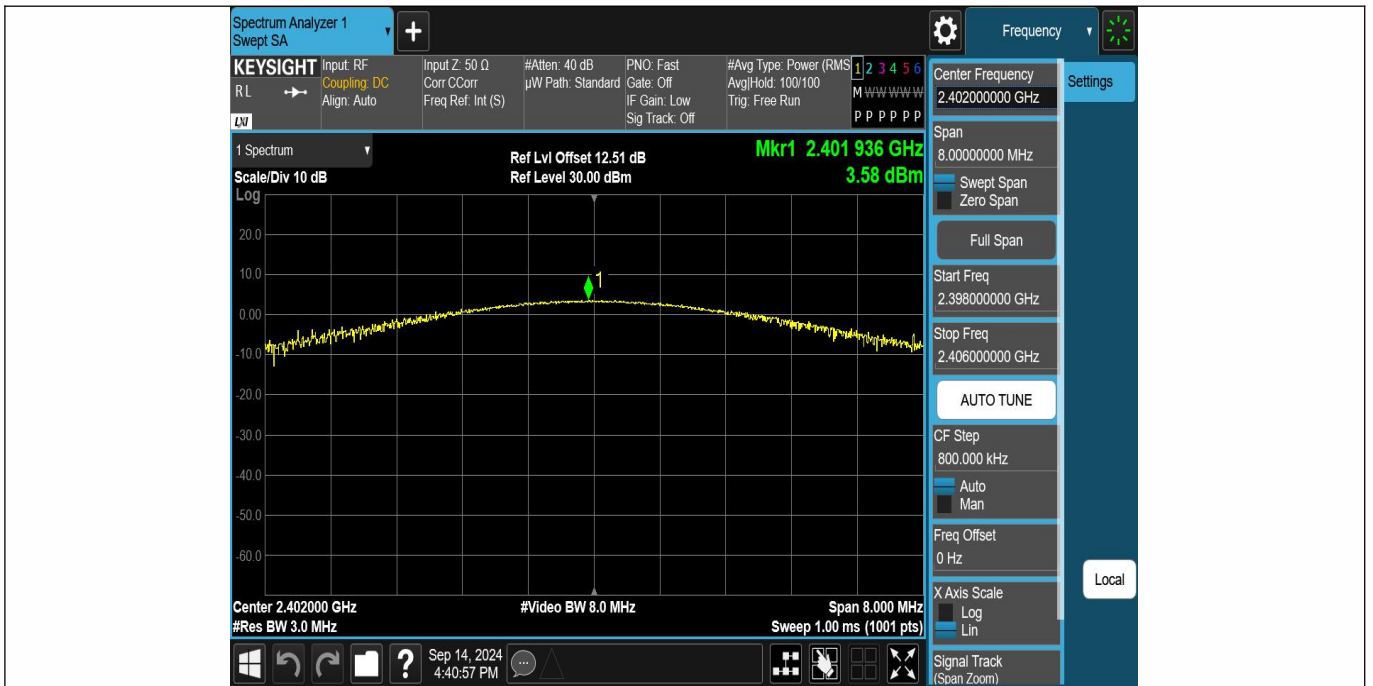 Spectrum Analyzer 1
Swept SA
+
Frequency
KEYSIGHT
RL
LXI
Input: RF
Coupling: DC
Align: Auto
Input Z: 50 Ω
Corr CCorr
Freq Ref: Int (S)
#Atten: 40 dB
µW Path: Standard
PNO: Fast
Gate: Off
IF Gain: Low
Sig Track: Off
#Avg Type: Power (RMS
Avg|Hold: 100/100
Trig: Free Run
1 2 3 4 5 6
M W W W W W
P P P P P P
1 Spectrum
Scale/Div 10 dB
Log
Ref Lvl Offset 12.51 dB
Ref Level 30.00 dBm
Mkr1 2.401 936 GHz
3.58 dBm
20.0
10.0
0.00
-10.0
-20.0
-30.0
-40.0
-50.0
-60.0
1
Center 2.402000 GHz
#Video BW 8.0 MHz
Span 8.000 MHz
#Res BW 3.0 MHz
Sweep 1.00 ms (1001 pts)
?
Sep 14, 2024
4:40:57 PM
Center Frequency
2.402000000 GHz
Settings
Span
8.00000000 MHz
Swept Span
Zero Span
Full Span
Start Freq
2.398000000 GHz
Stop Freq
2.406000000 GHz
AUTO TUNE
CF Step
800.000 kHz
Auto
Man
Freq Offset
0 Hz
Local
X Axis Scale
Log
Lin
Signal Track
(Span Zoom)